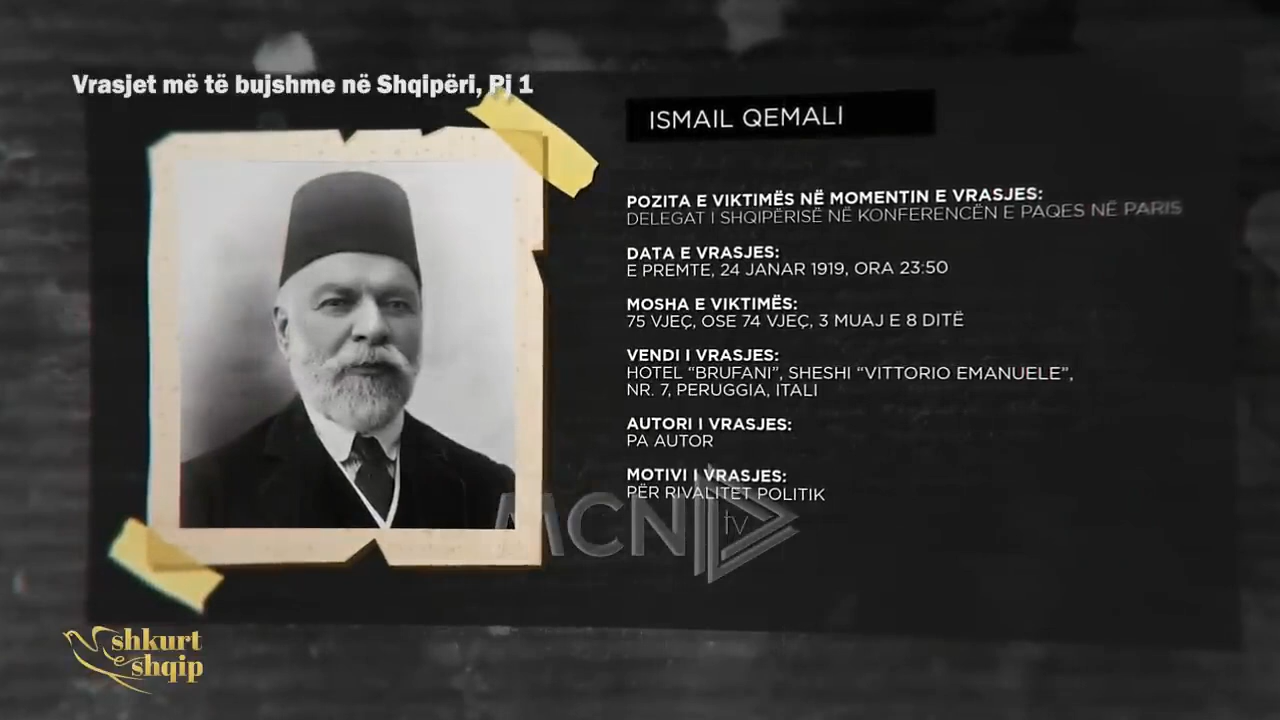 Vrasjet më të bujshme në Shqipëri, Pj 1
ISMAIL QEMALI
POZITA E VIKTIMËS NË MOMENTIN E VRASJES:
DELEGAT I SHQIPËRISË NË KONFERENCËN E PAQES NË PARIS
DATA E VRASJES:
E PREMTE, 24 JANAR 1919, ORA 23:50
MOSHA E VIKTIMËS:
75 VJEÇ, OSE 74 VJEÇ, 3 MUAJ E 8 DITË
VENDI I VRASJES:
HOTEL “BRUFANI”, SHESHI “VITTORIO EMANUELE”,
NR. 7, PERUGGIA, ITALI
AUTORI I VRASJES:
PA AUTOR
MOTIVI I VRASJES:
PËR RIVALITET POLITIK
MCN tv
shkurt
e shqip